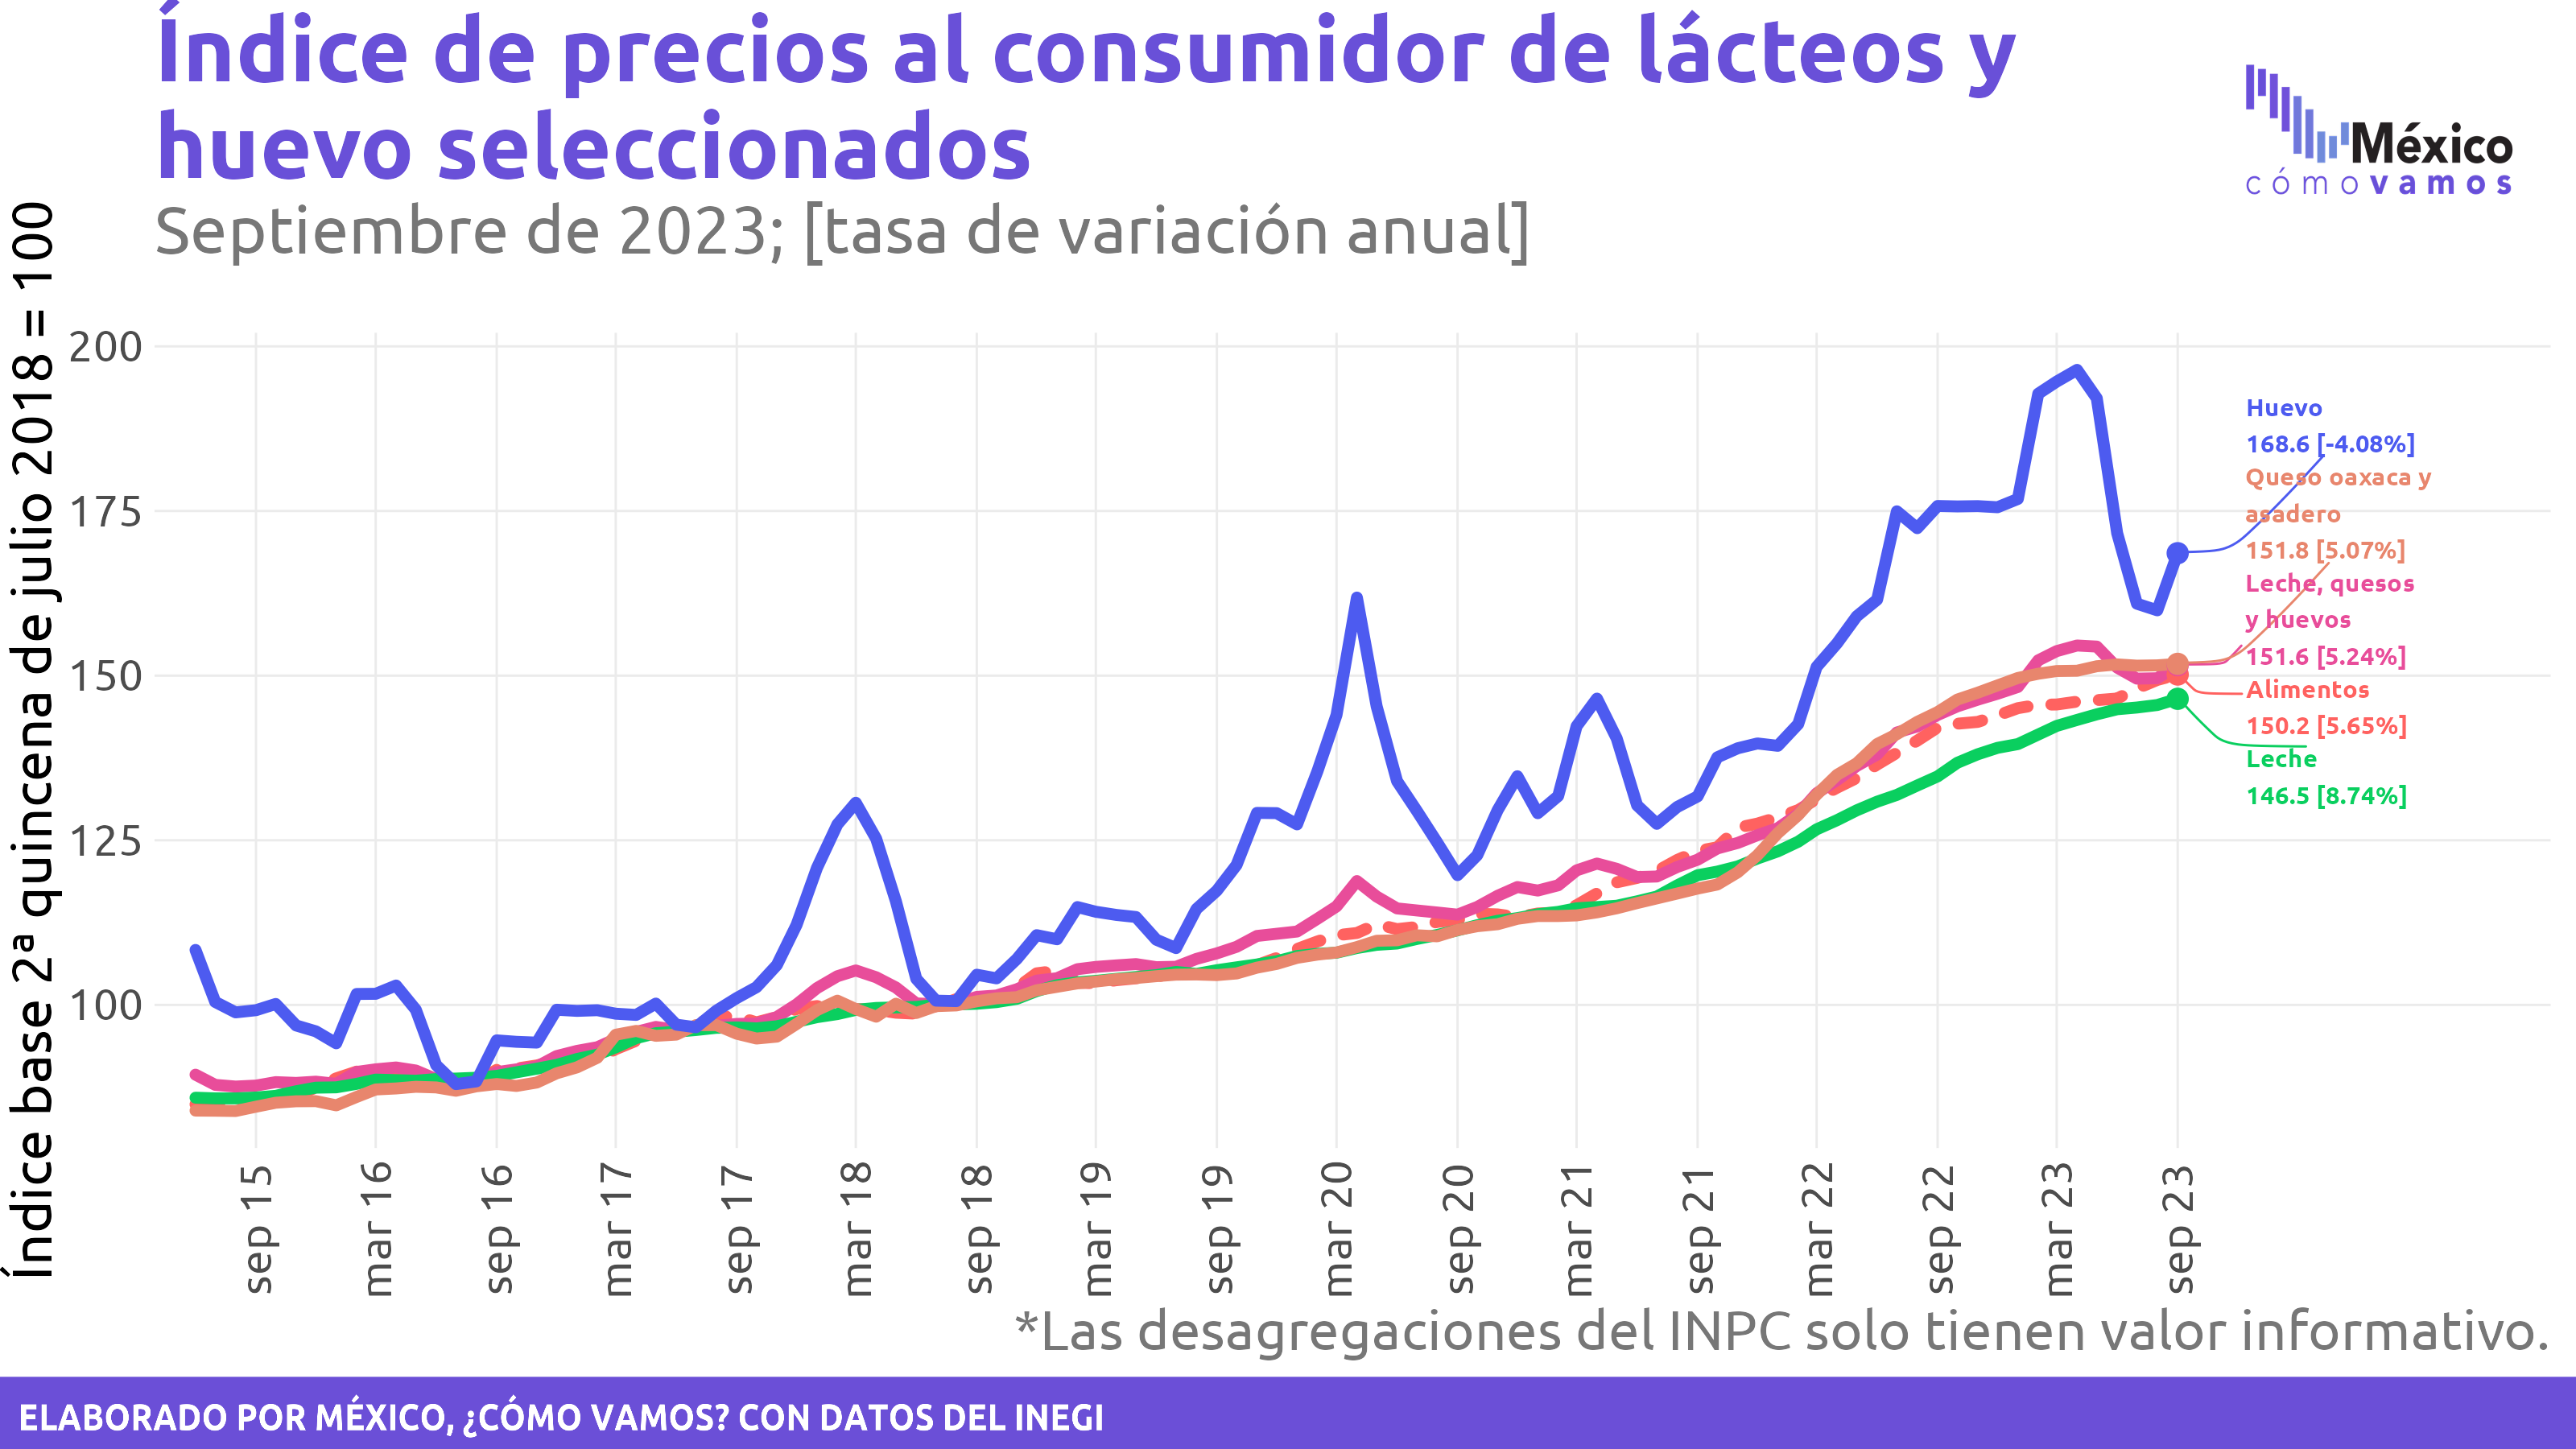 Índice de precios al consumidor de lácteos y
huevo seleccionados
Septiembre de 2023; [tasa de variación anual]
México
cómo vamos
Índice base 2ª quincena de julio 2018 = 100
200
175
150
125
100
Huevo
168.6 [-4.08%]
Queso oaxaca y
asadero
151.8 [5.07%]
Leche, quesos
y huevos
151.6 [5.24%]
Alimentos
150.2 [5.65%]
Leche
146.5 [8.74%]
sep 15
mar 16
sep 16
mar 17
sep 17
mar 18
sep 18
mar 19
sep 19
mar 20
sep 20
mar 21
sep 21
mar 22
sep 22
mar 23
sep 23
*Las desagregaciones del INPC solo tienen valor informativo.
ELABORADO POR MÉXICO, ¿CÓMO VAMOS? CON DATOS DEL INEGI